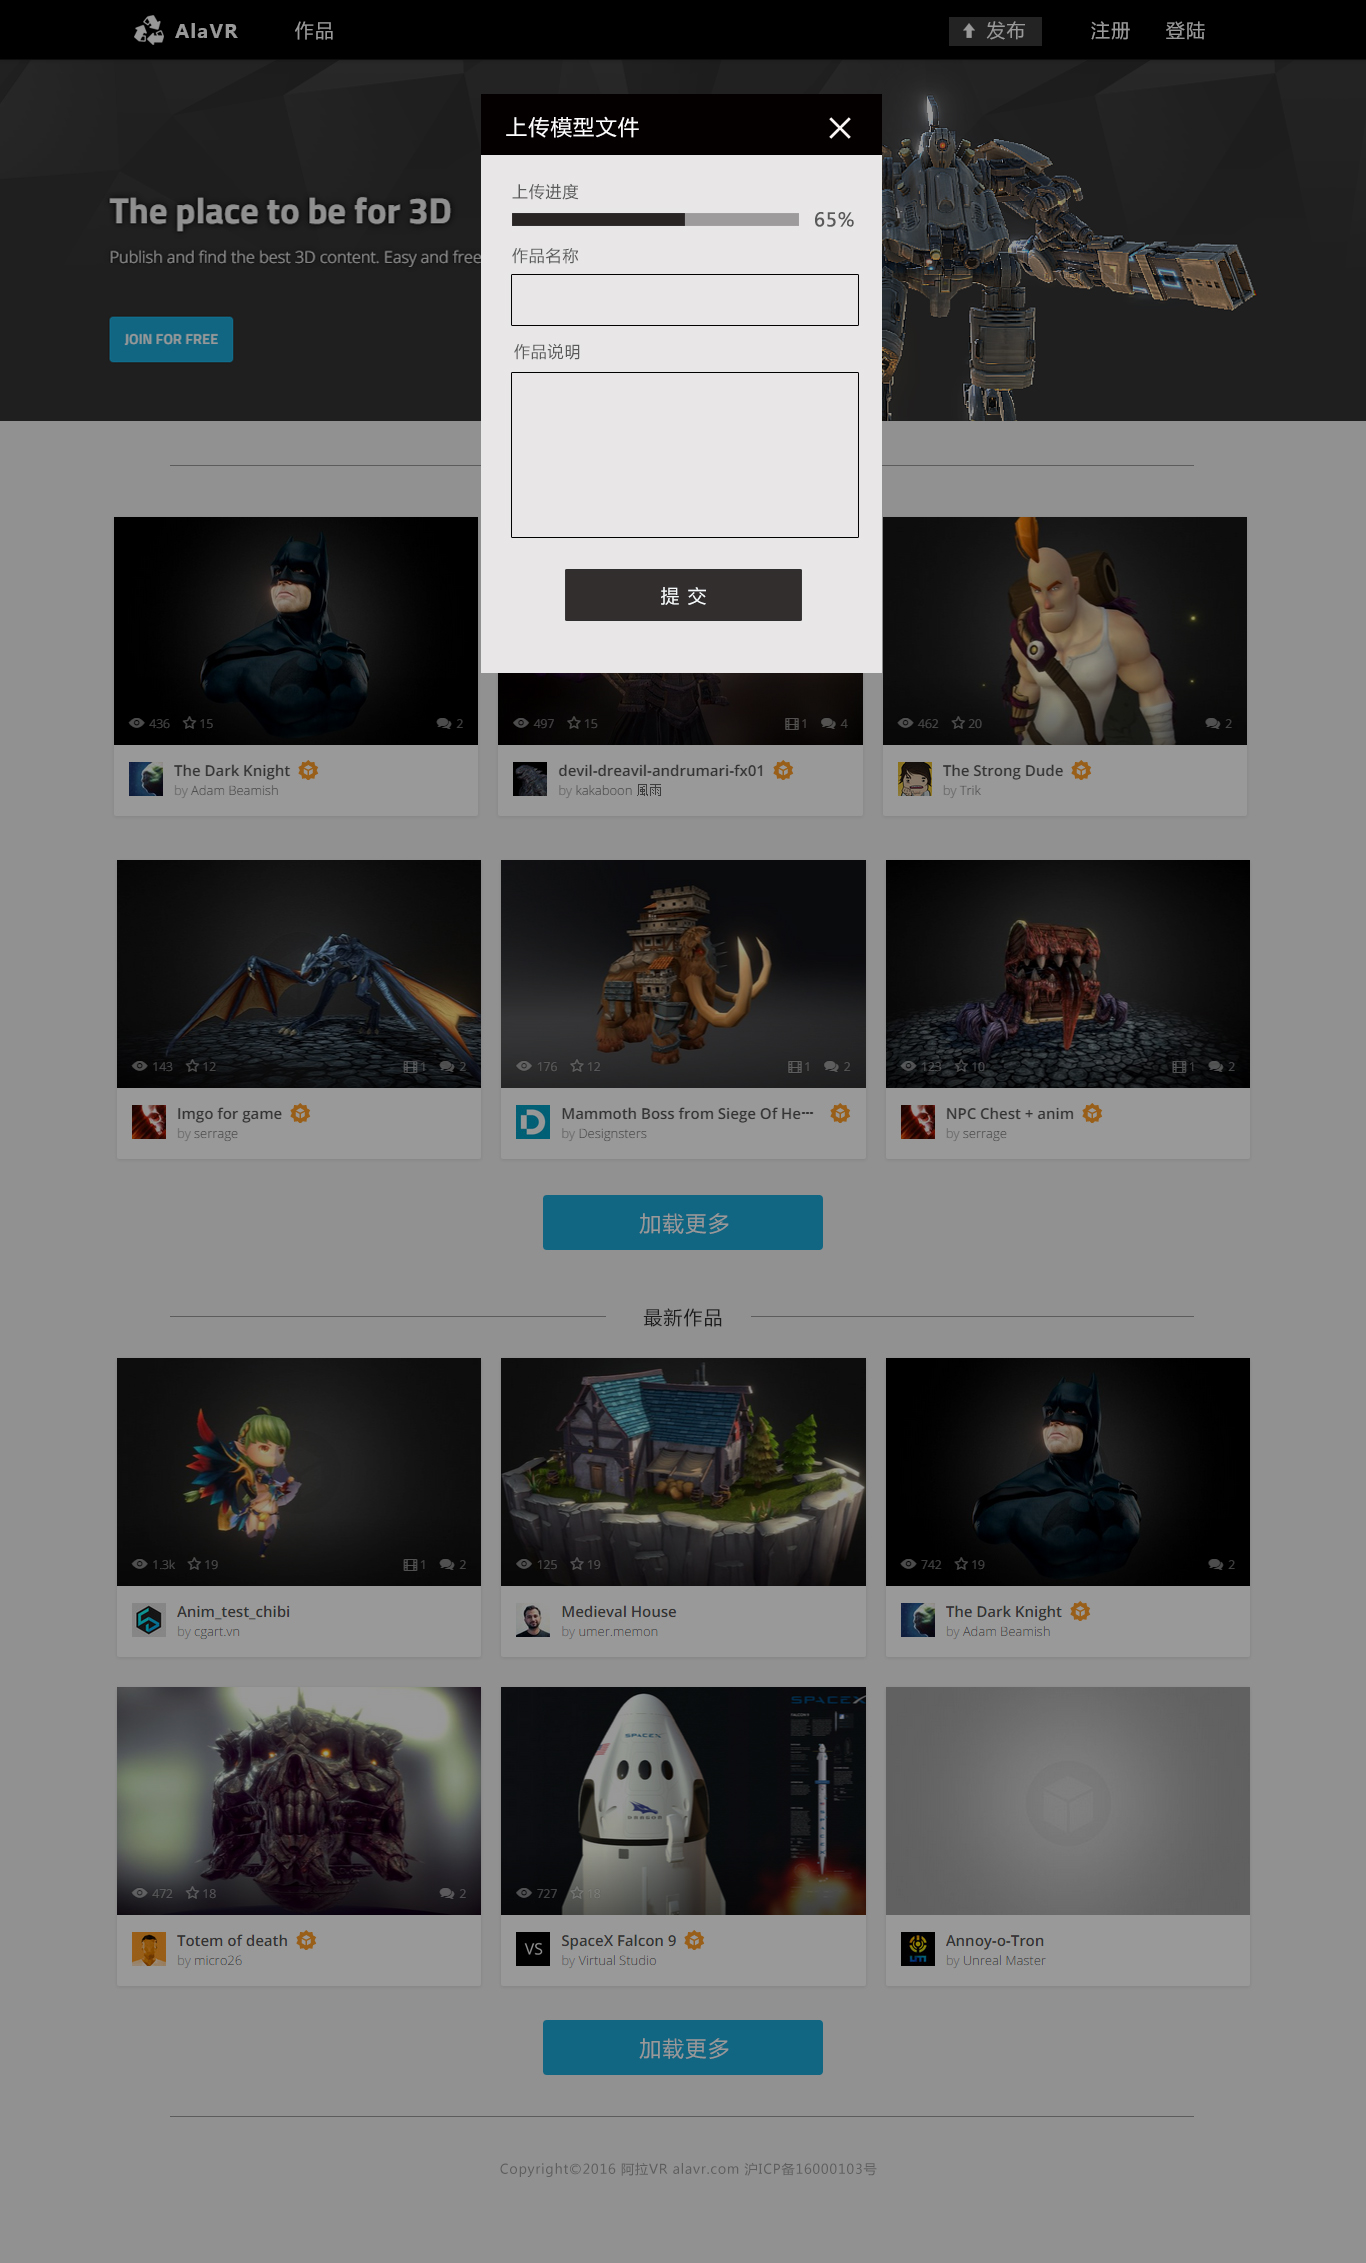 AlaVR 作品 发布 注册 登陆
上传模型文件
上传进度
65%
作品名称
作品说明
提 交
The place to be for 3D
Publish and find the best 3D content. Easy and free
JOIN FOR FREE
436 15 2
497 15 1 4
462 20 2
The Dark Knight
by Adam Beamish
devil-dreavil-andrumari-fx01
by kakaboon 風雨
The Strong Dude
by Trik
143 12 1 2
176 12 1 2
123 10 1 2
Imgo for game
by serrage
Mammoth Boss from Siege Of He···
by Designsters
NPC Chest + anim
by serrage
加载更多
最新作品
1.3k 19 1 2
125 19
742 19 2
Anim_test_chibi
by cgart.vn
Medieval House
by umer.memon
The Dark Knight
by Adam Beamish
SPACEX
SPACEX
DRAGON
472 18 2
727 18
Totem of death
by micro26
VS
SpaceX Falcon 9
by Virtual Studio
Annoy-o-Tron
by Unreal Master
加载更多
Copyright©2016 阿拉VR alavr.com 沪ICP备16000103号